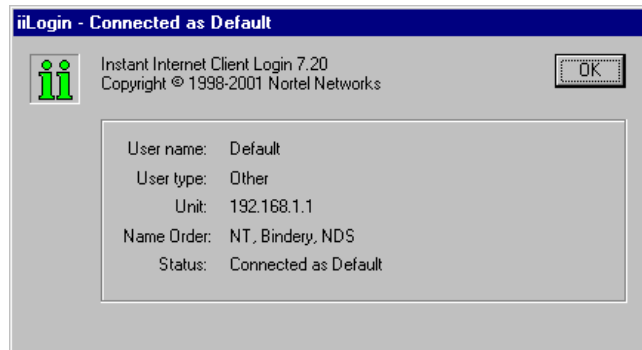 iiLogin - Connected as Default
ii
Instant Internet Client Login 7.20
Copyright © 1998-2001 Nortel Networks
OK
User name: Default
User type: Other
Unit: 192.168.1.1
Name Order: NT, Bindery, NDS
Status: Connected as Default